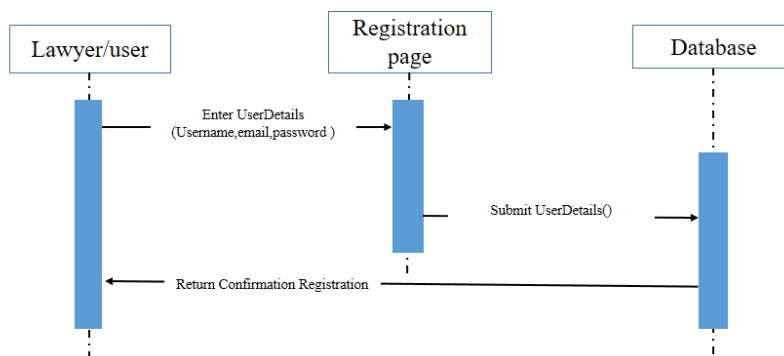 Lawyer/user
Registration
page
Database
Enter UserDetails
(Username,email,password )
Submit UserDetails()
Return Confirmation Registration